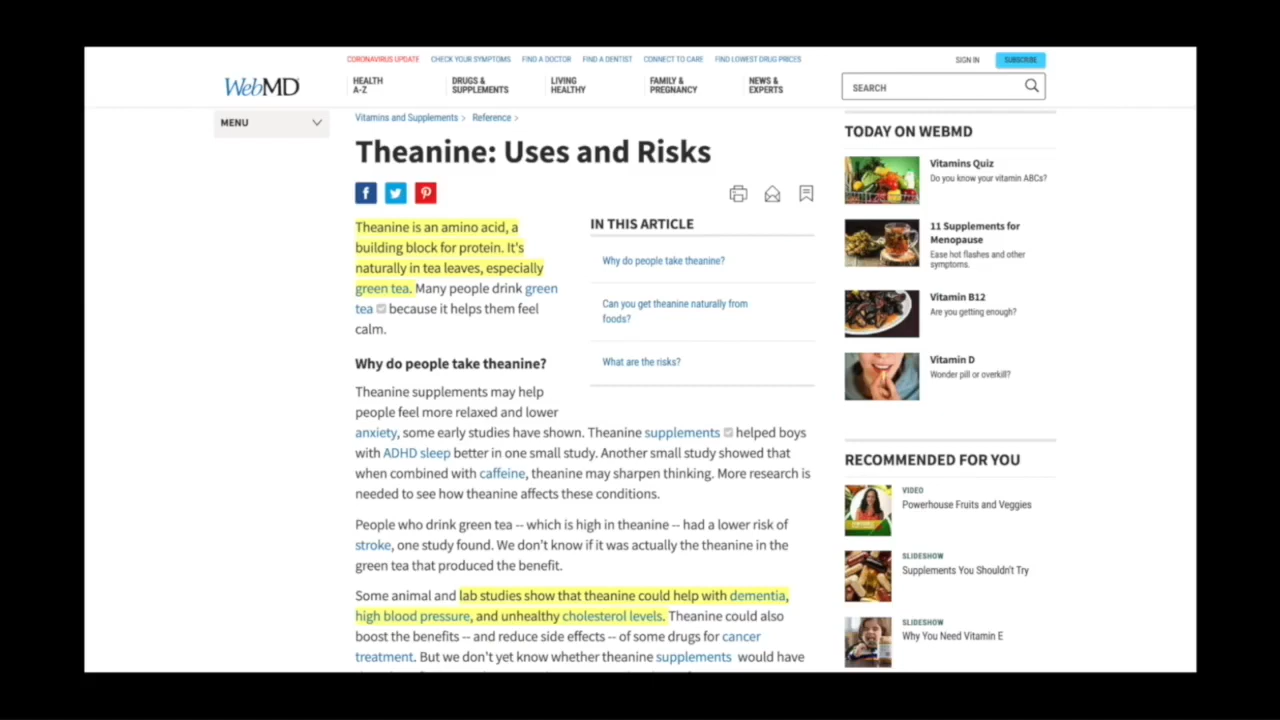 CORONAVIRUS UPDATE CHECK YOUR SYMPTOMS FIND A DOCTOR FIND A DENTIST CONNECT TO CARE FIND LOWEST DRUG PRICES
SIGN IN SUBSCRIBE
WebMD
HEALTH
A-Z
DRUGS &
SUPPLEMENTS
LIVING
HEALTHY
FAMILY &
PREGNANCY
NEWS &
EXPERTS
SEARCH
MENU
Vitamins and Supplements > Reference >
Theanine: Uses and Risks
Theanine is an amino acid, a
building block for protein. It's
naturally in tea leaves, especially
green tea. Many people drink green
tea because it helps them feel
calm.
IN THIS ARTICLE
Why do people take theanine?
Can you get theanine naturally from
foods?
What are the risks?
Why do people take theanine?
Theanine supplements may help
people feel more relaxed and lower
anxiety, some early studies have shown. Theanine supplements helped boys
with ADHD sleep better in one small study. Another small study showed that
when combined with caffeine, theanine may sharpen thinking. More research is
needed to see how theanine affects these conditions.
People who drink green tea -- which is high in theanine -- had a lower risk of
stroke, one study found. We don't know if it was actually the theanine in the
green tea that produced the benefit.
Some animal and lab studies show that theanine could help with dementia,
high blood pressure, and unhealthy cholesterol levels. Theanine could also
boost the benefits -- and reduce side effects -- of some drugs for cancer
treatment. But we don't yet know whether theanine supplements would have
TODAY ON WEBMD
Vitamins Quiz
Do you know your vitamin ABCs?
11 Supplements for
Menopause
Ease hot flashes and other
symptoms.
Vitamin B12
Are you getting enough?
Vitamin D
Wonder pill or overkill?
RECOMMENDED FOR YOU
VIDEO
Powerhouse Fruits and Veggies
SLIDESHOW
Supplements You Shouldn't Try
SLIDESHOW
Why You Need Vitamin E